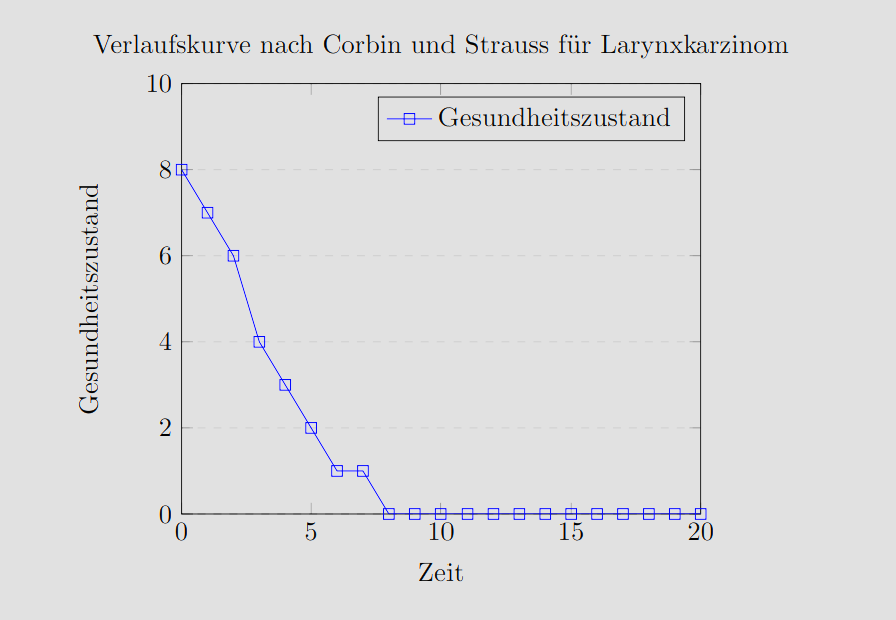 Verlaufskurve nach Corbin und Strauss für Larynxkarzinom
10
Gesundheitszustand
8
6
4
2
0
Gesundheitszustand
0 5 10 15 20
Zeit